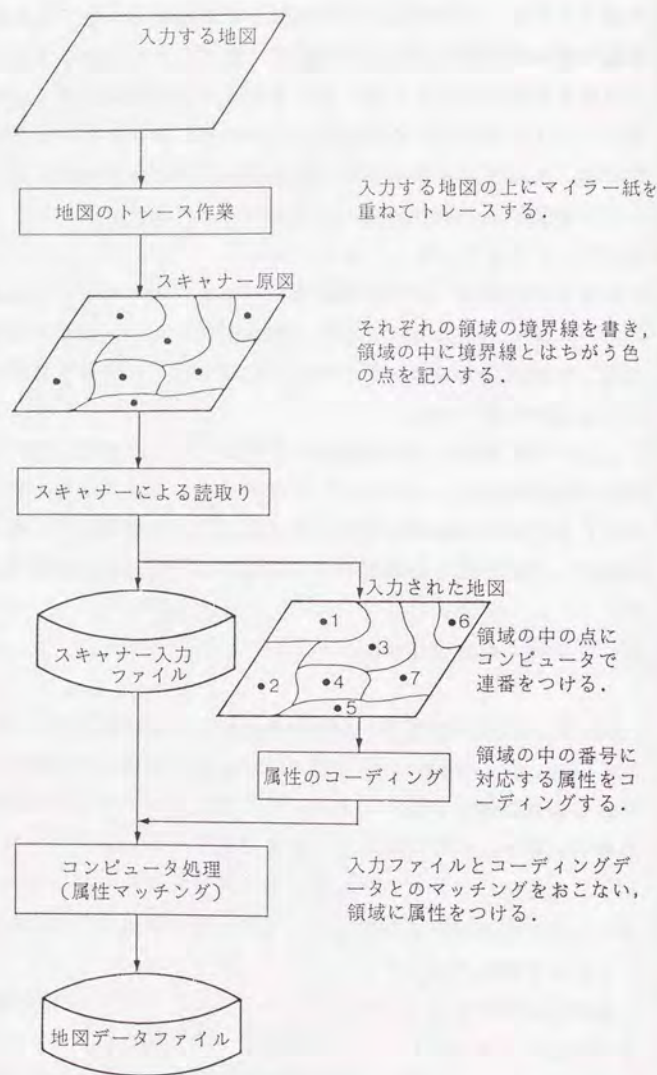 入力する地図
地図のトレース作業
入力する地図の上にマイラー紙を
重ねてトレースする．
スキャナー原図
それぞれの領域の境界線を書き，
領域の中に境界線とはちがう色
の点を記入する．
スキャナーによる読取り
入力された地図
スキャナー入力
ファイル
1
6
3
2
4
7
5
領域の中の点に
コンピュータで
連番をつける．
属性のコーディング
領域の中の番号に
対応する属性をコ
ーディングする．
コンピュータ処理
（属性マッチング）
入力ファイルとコーディングデ
ータとのマッチングをおこない，
領域に属性をつける．
地図データファイル